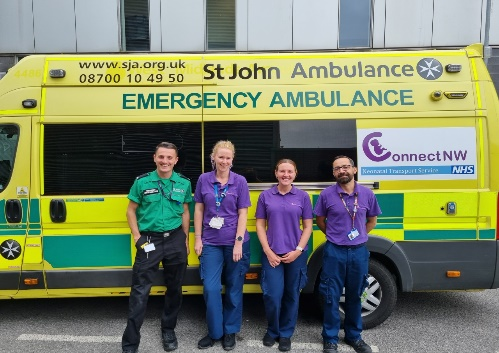 www.sja.org.uk
08700 10 49 50
St John Ambulance
EMERGENCY AMBULANCE
ConnectNW
Neonatal Transport Service
NHS